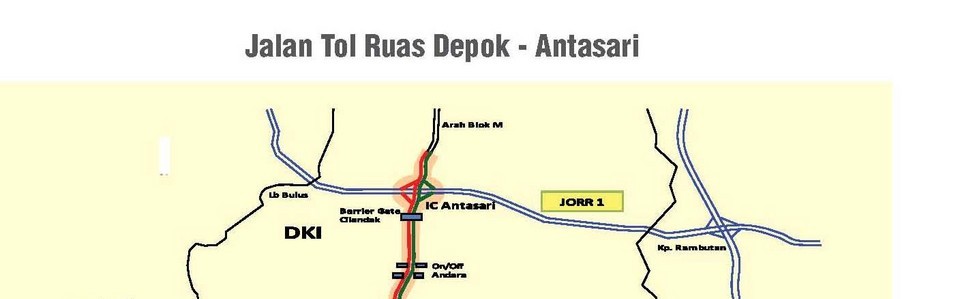 Jalan Tol Ruas Depok - Antasari
Arah Blok M
Lb Bulus
IC Antasari
JORR 1
Barrier Gate
Cilandak
DKI
Kp. Rambutan
On/Off
Andara